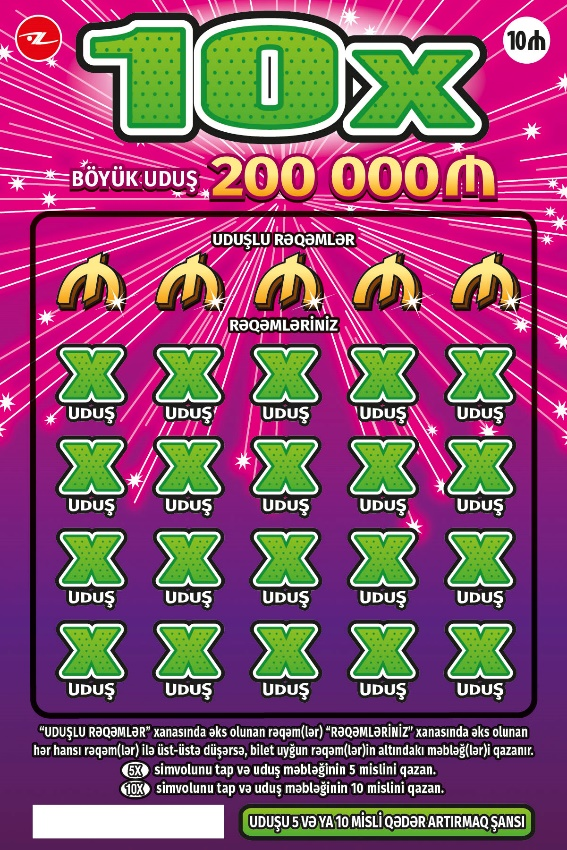 10X
10₼
BÖYÜK UDUŞ 200 000₼
UDUŞLU RƏQƏMLƏR
₼ ₼ ₼ ₼ ₼
RƏQƏMLƏRİNİZ
X X X X X
UDUŞ UDUŞ UDUŞ UDUŞ UDUŞ
X X X X X
UDUŞ UDUŞ UDUŞ UDUŞ UDUŞ
X X X X X
UDUŞ UDUŞ UDUŞ UDUŞ UDUŞ
X X X X X
UDUŞ UDUŞ UDUŞ UDUŞ UDUŞ
“UDUŞLU RƏQƏMLƏR” xanasında əks olunan rəqəm(lər) “RƏQƏMLƏRİNİZ” xanasında əks olunan
hər hansı rəqəm(lər) ilə üst-üstə düşərsə, bilet uyğun rəqəm(lər)in altındakı məbləğ(lər)i qazanır.
5X simvolunu tap və uduş məbləğinin 5 mislini qazan.
10X simvolunu tap və uduş məbləğinin 10 mislini qazan.
UDUŞU 5 VƏ YA 10 MİSLİ QƏDƏR ARTIRMAQ ŞANSI